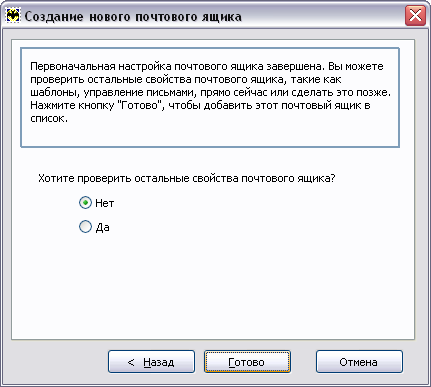 Создание нового почтового ящика
Первоначальная настройка почтового ящика завершена. Вы можете
проверить остальные свойства почтового ящика, такие как
шаблоны, управление письмами, прямо сейчас или сделать это позже.
Нажмите кнопку "Готово", чтобы добавить этот почтовый ящик в
список.
Хотите проверить остальные свойства почтового ящика?
Нет
Да
< Назад
Готово
Отмена